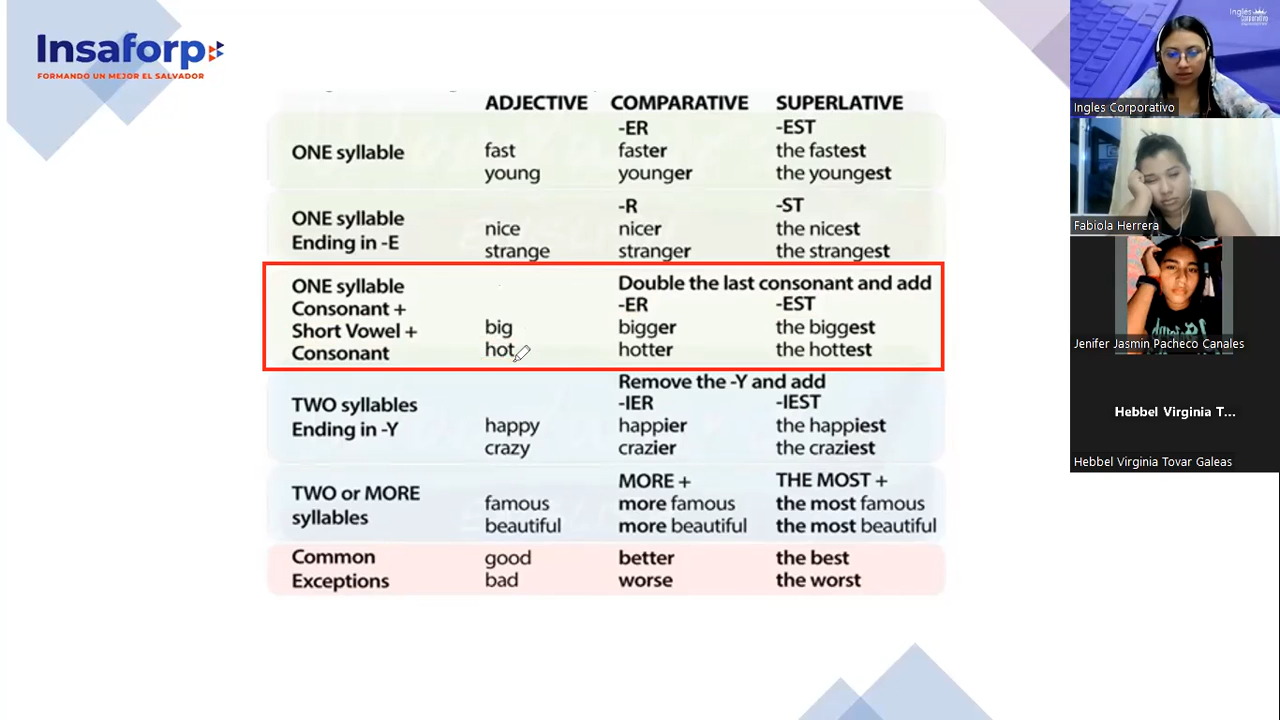 Insaforp
FORMANDO UN MEJOR EL SALVADOR
ADJECTIVE COMPARATIVE SUPERLATIVE
-ER -EST
ONE syllable fast faster the fastest
young younger the youngest
-R -ST
ONE syllable
Ending in -E
nice nicer the nicest
strange stranger the strangest
ONE syllable
Consonant +
Short Vowel +
Consonant
Double the last consonant and add
-ER -EST
big bigger the biggest
hot hotter the hottest
Remove the -Y and add
-IER -IEST
TWO syllables
Ending in -Y
happy happier the happiest
crazy crazier the craziest
MORE + THE MOST +
TWO or MORE
syllables
famous more famous the most famous
beautiful more beautiful the most beautiful
Common
Exceptions
good better the best
bad worse the worst
Inglés
Corporativo
Ingles Corporativo
Fabiola Herrera
Jenifer Jasmin Pacheco Canales
Hebbel Virginia T...
Hebbel Virginia Tovar Galeas